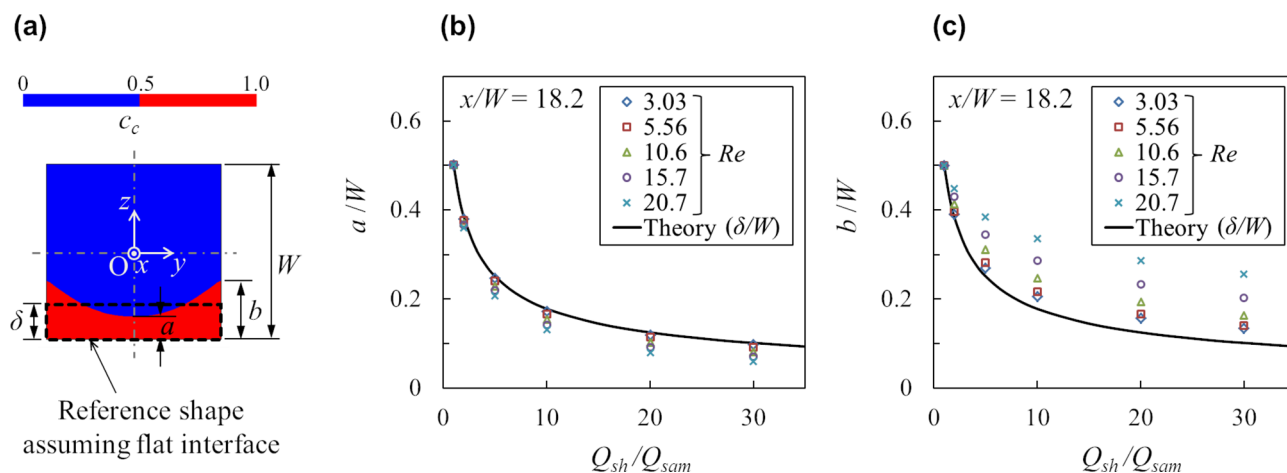 (a)
0 0.5 1.0
c_c
z
O x y
W
δ
a
b
Reference shape
assuming flat interface
(b)
x/W = 18.2
3.03
5.56
10.6
15.7
20.7
Re
Theory (δ/W)
a/W
0.6
0.4
0.2
0
0 10 20 30
Q_sh/Q_sam
(c)
x/W = 18.2
3.03
5.56
10.6
15.7
20.7
Re
Theory (δ/W)
b/W
0.6
0.4
0.2
0
0 10 20 30
Q_sh/Q_sam